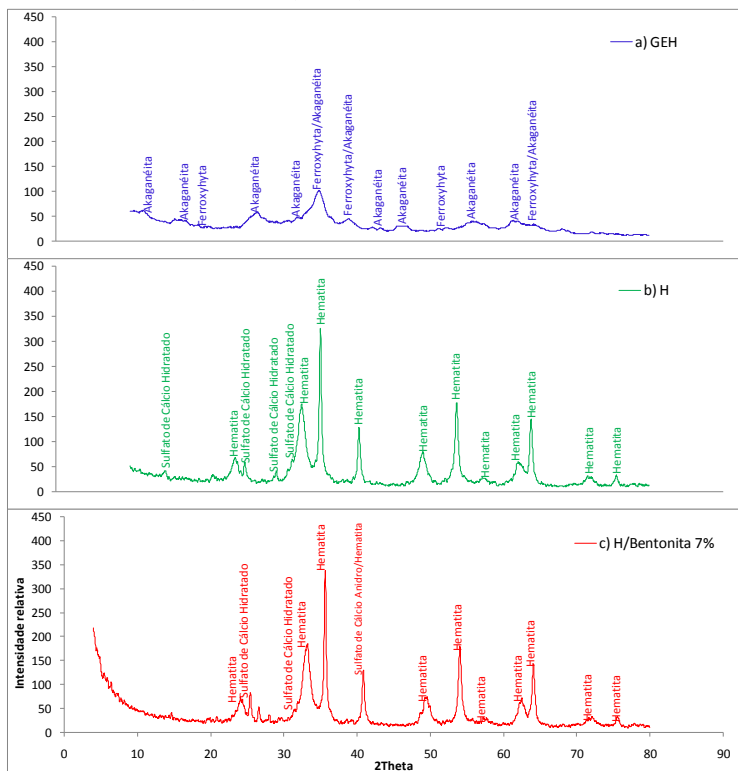 a) GEH
450
400
350
300
250
200
150
100
50
0
Akaganéita
Akaganéita
Ferroxyhyta
Akaganéita
Akaganéita
Ferroxyhyta/Akaganéita
Ferroxyhyta/Akaganéita
Akaganéita
Akaganéita
Ferroxyhyta
Akaganéita
Akaganéita
Ferroxyhyta/Akaganéita
b) H
450
400
350
300
250
200
150
100
50
0
Sulfato de Cálcio Hidratado
Hematita
Sulfato de Cálcio Hidratado
Sulfato de Cálcio Hidratado
Sulfato de Cálcio Hidratado
Hematita
Hematita
Hematita
Hematita
Hematita
Hematita
Hematita
Hematita
Hematita
Hematita
c) H/Bentonita 7%
Intensidade relativa
450
400
350
300
250
200
150
100
50
0
Hematita
Sulfato de Cálcio Hidratado
Sulfato de Cálcio Hidratado
Hematita
Hematita
Sulfato de Cálcio Anidro/Hematita
Hematita
Hematita
Hematita
Hematita
Hematita
Hematita
Hematita
0 10 20 30 40 50 60 70 80
2Theta